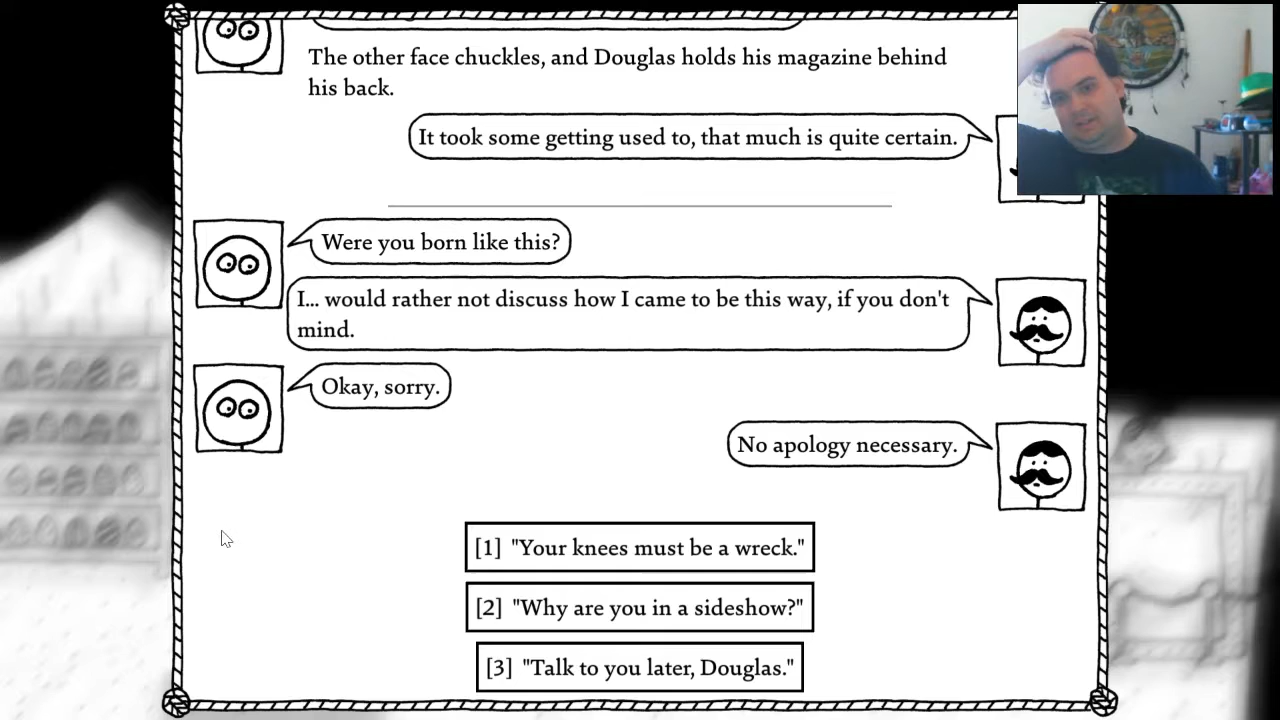 The other face chuckles, and Douglas holds his magazine behind
his back.
It took some getting used to, that much is quite certain.
Were you born like this?
I... would rather not discuss how I came to be this way, if you don't
mind.
Okay, sorry.
No apology necessary.
[1] "Your knees must be a wreck."
[2] "Why are you in a sideshow?"
[3] "Talk to you later, Douglas."